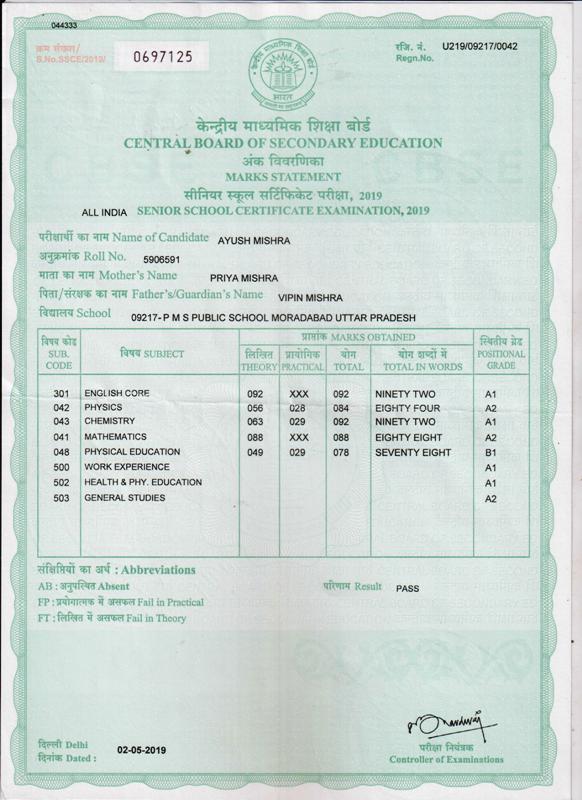 044333
क्रम संख्या/
S.No.SSCE/2019/
0697125
रजि. नं.
Regn.No.
U219/09217/0042
भारत
केन्द्रीय माध्यमिक शिक्षा बोर्ड
CENTRAL BOARD OF SECONDARY EDUCATION
अंक विवरणिका
MARKS STATEMENT
सीनियर स्कूल सर्टिफिकेट परीक्षा, 2019
ALL INDIA SENIOR SCHOOL CERTIFICATE EXAMINATION, 2019
परीक्षार्थी का नाम Name of Candidate AYUSH MISHRA
अनुक्रमांक Roll No. 5906591
माता का नाम Mother's Name PRIYA MISHRA
पिता/संरक्षक का नाम Father's/Guardian's Name VIPIN MISHRA
विद्यालय School 09217- P M S PUBLIC SCHOOL MORADABAD UTTAR PRADESH
विषय कोड SUB. CODE
विषय SUBJECT
प्राप्तांक MARKS OBTAINED
लिखित THEORY
प्रायोगिक PRACTICAL
योग TOTAL
योग शब्दों में TOTAL IN WORDS
स्थितीय ग्रेड POSITIONAL GRADE
301 ENGLISH CORE 092 XXX 092 NINETY TWO A1
042 PHYSICS 056 028 084 EIGHTY FOUR A2
043 CHEMISTRY 063 029 092 NINETY TWO A1
041 MATHEMATICS 088 XXX 088 EIGHTY EIGHT A2
048 PHYSICAL EDUCATION 049 029 078 SEVENTY EIGHT B1
500 WORK EXPERIENCE A1
502 HEALTH & PHY. EDUCATION A1
503 GENERAL STUDIES A2
संक्षिप्तियों का अर्थ : Abbreviations
AB : अनुपस्थित Absent
परिणाम Result PASS
FP : प्रयोगात्मक में असफल Fail in Practical
FT : लिखित में असफल Fail in Theory
दिल्ली Delhi
दिनांक Dated : 02-05-2019
परीक्षा नियंत्रक
Controller of Examinations